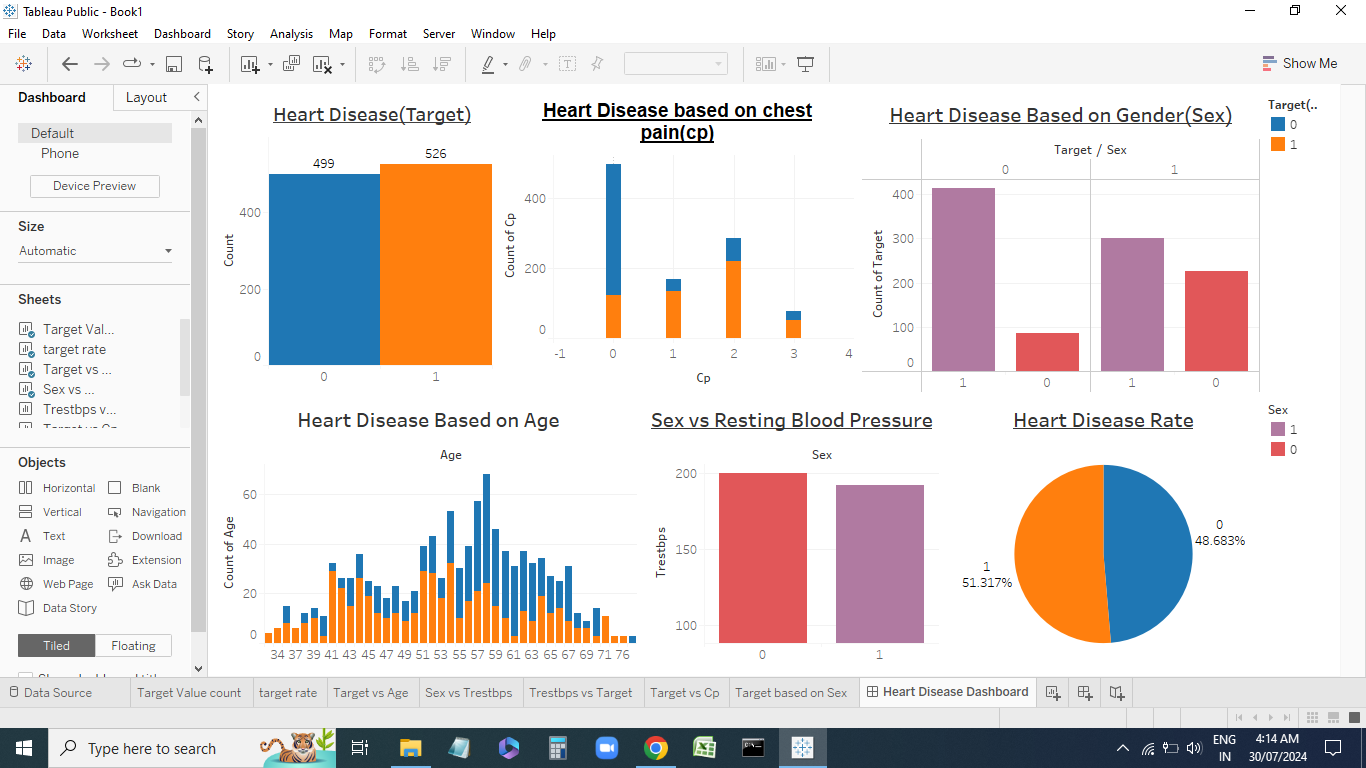 Tableau Public - Book1
File Data Worksheet Dashboard Story Analysis Map Format Server Window Help
Show Me
Dashboard Layout
Default
Phone
Device Preview
Size
Automatic
Sheets
Target Val...
target rate
Target vs ...
Sex vs ...
Trestbps v...
Objects
Horizontal Blank
Vertical Navigation
Text Download
Image Extension
Web Page Ask Data
Data Story
Tiled Floating
Heart Disease(Target)
499 526
Count
400
200
0
0 1
Heart Disease based on chest
pain(cp)
Count of Cp
400
200
0
-1 0 1 2 3 4
Cp
Heart Disease Based on Gender(Sex)
Target / Sex
0 1
Count of Target
400
300
200
100
0
1 0 1 0
Target(..
0
1
Heart Disease Based on Age
Age
Count of Age
60
40
20
0
34 37 39 41 43 45 47 49 51 53 55 57 59 61 63 65 67 69 71 76
Sex vs Resting Blood Pressure
Sex
Trestbps
200
150
100
0 1
Heart Disease Rate
0
48.683%
1
51.317%
Sex
1
0
Data Source Target Value count target rate Target vs Age Sex vs Trestbps Trestbps vs Target Target vs Cp Target based on Sex Heart Disease Dashboard
Type here to search
ENG
IN
4:14 AM
30/07/2024